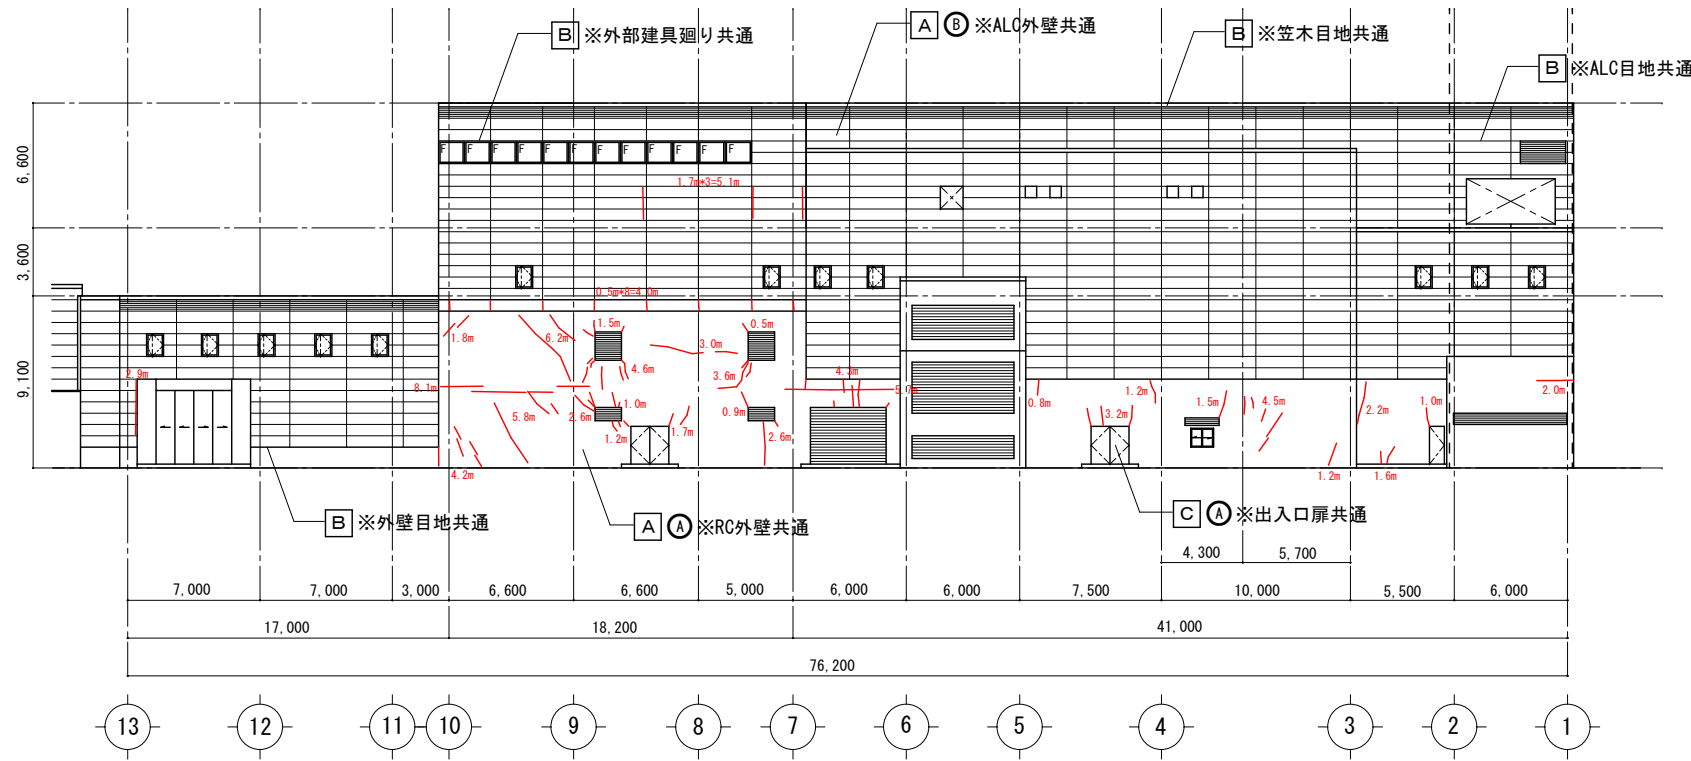 A B ※ALC外壁共通
B ※外部建具廻り共通
B ※笠木目地共通
B ※ALC目地共通
6,600
3,600
9,100
F F F F F F F F F F F F
1.7m*3=5.1m
0.5m*8=4.0m
1.8m
6.2m
1.5m
0.5m
3.0m
4.6m
3.6m
2.9m
8.1m
4.3m
5.7m
5.8m
2.6m
1.0m
0.9m
1.2m
1.7m
2.6m
4.2m
0.8m
1.2m
3.2m
1.5m
4.5m
2.2m
1.0m
2.0m
1.2m
1.6m
B ※外壁目地共通
A A ※RC外壁共通
C A ※出入口扉共通
4,300 5,700
7,000 7,000 3,000 6,600 6,600 5,000 6,000 6,000 7,500 10,000 5,500 6,000
17,000 18,200 41,000
76,200
13 12 11 10 9 8 7 6 5 4 3 2 1